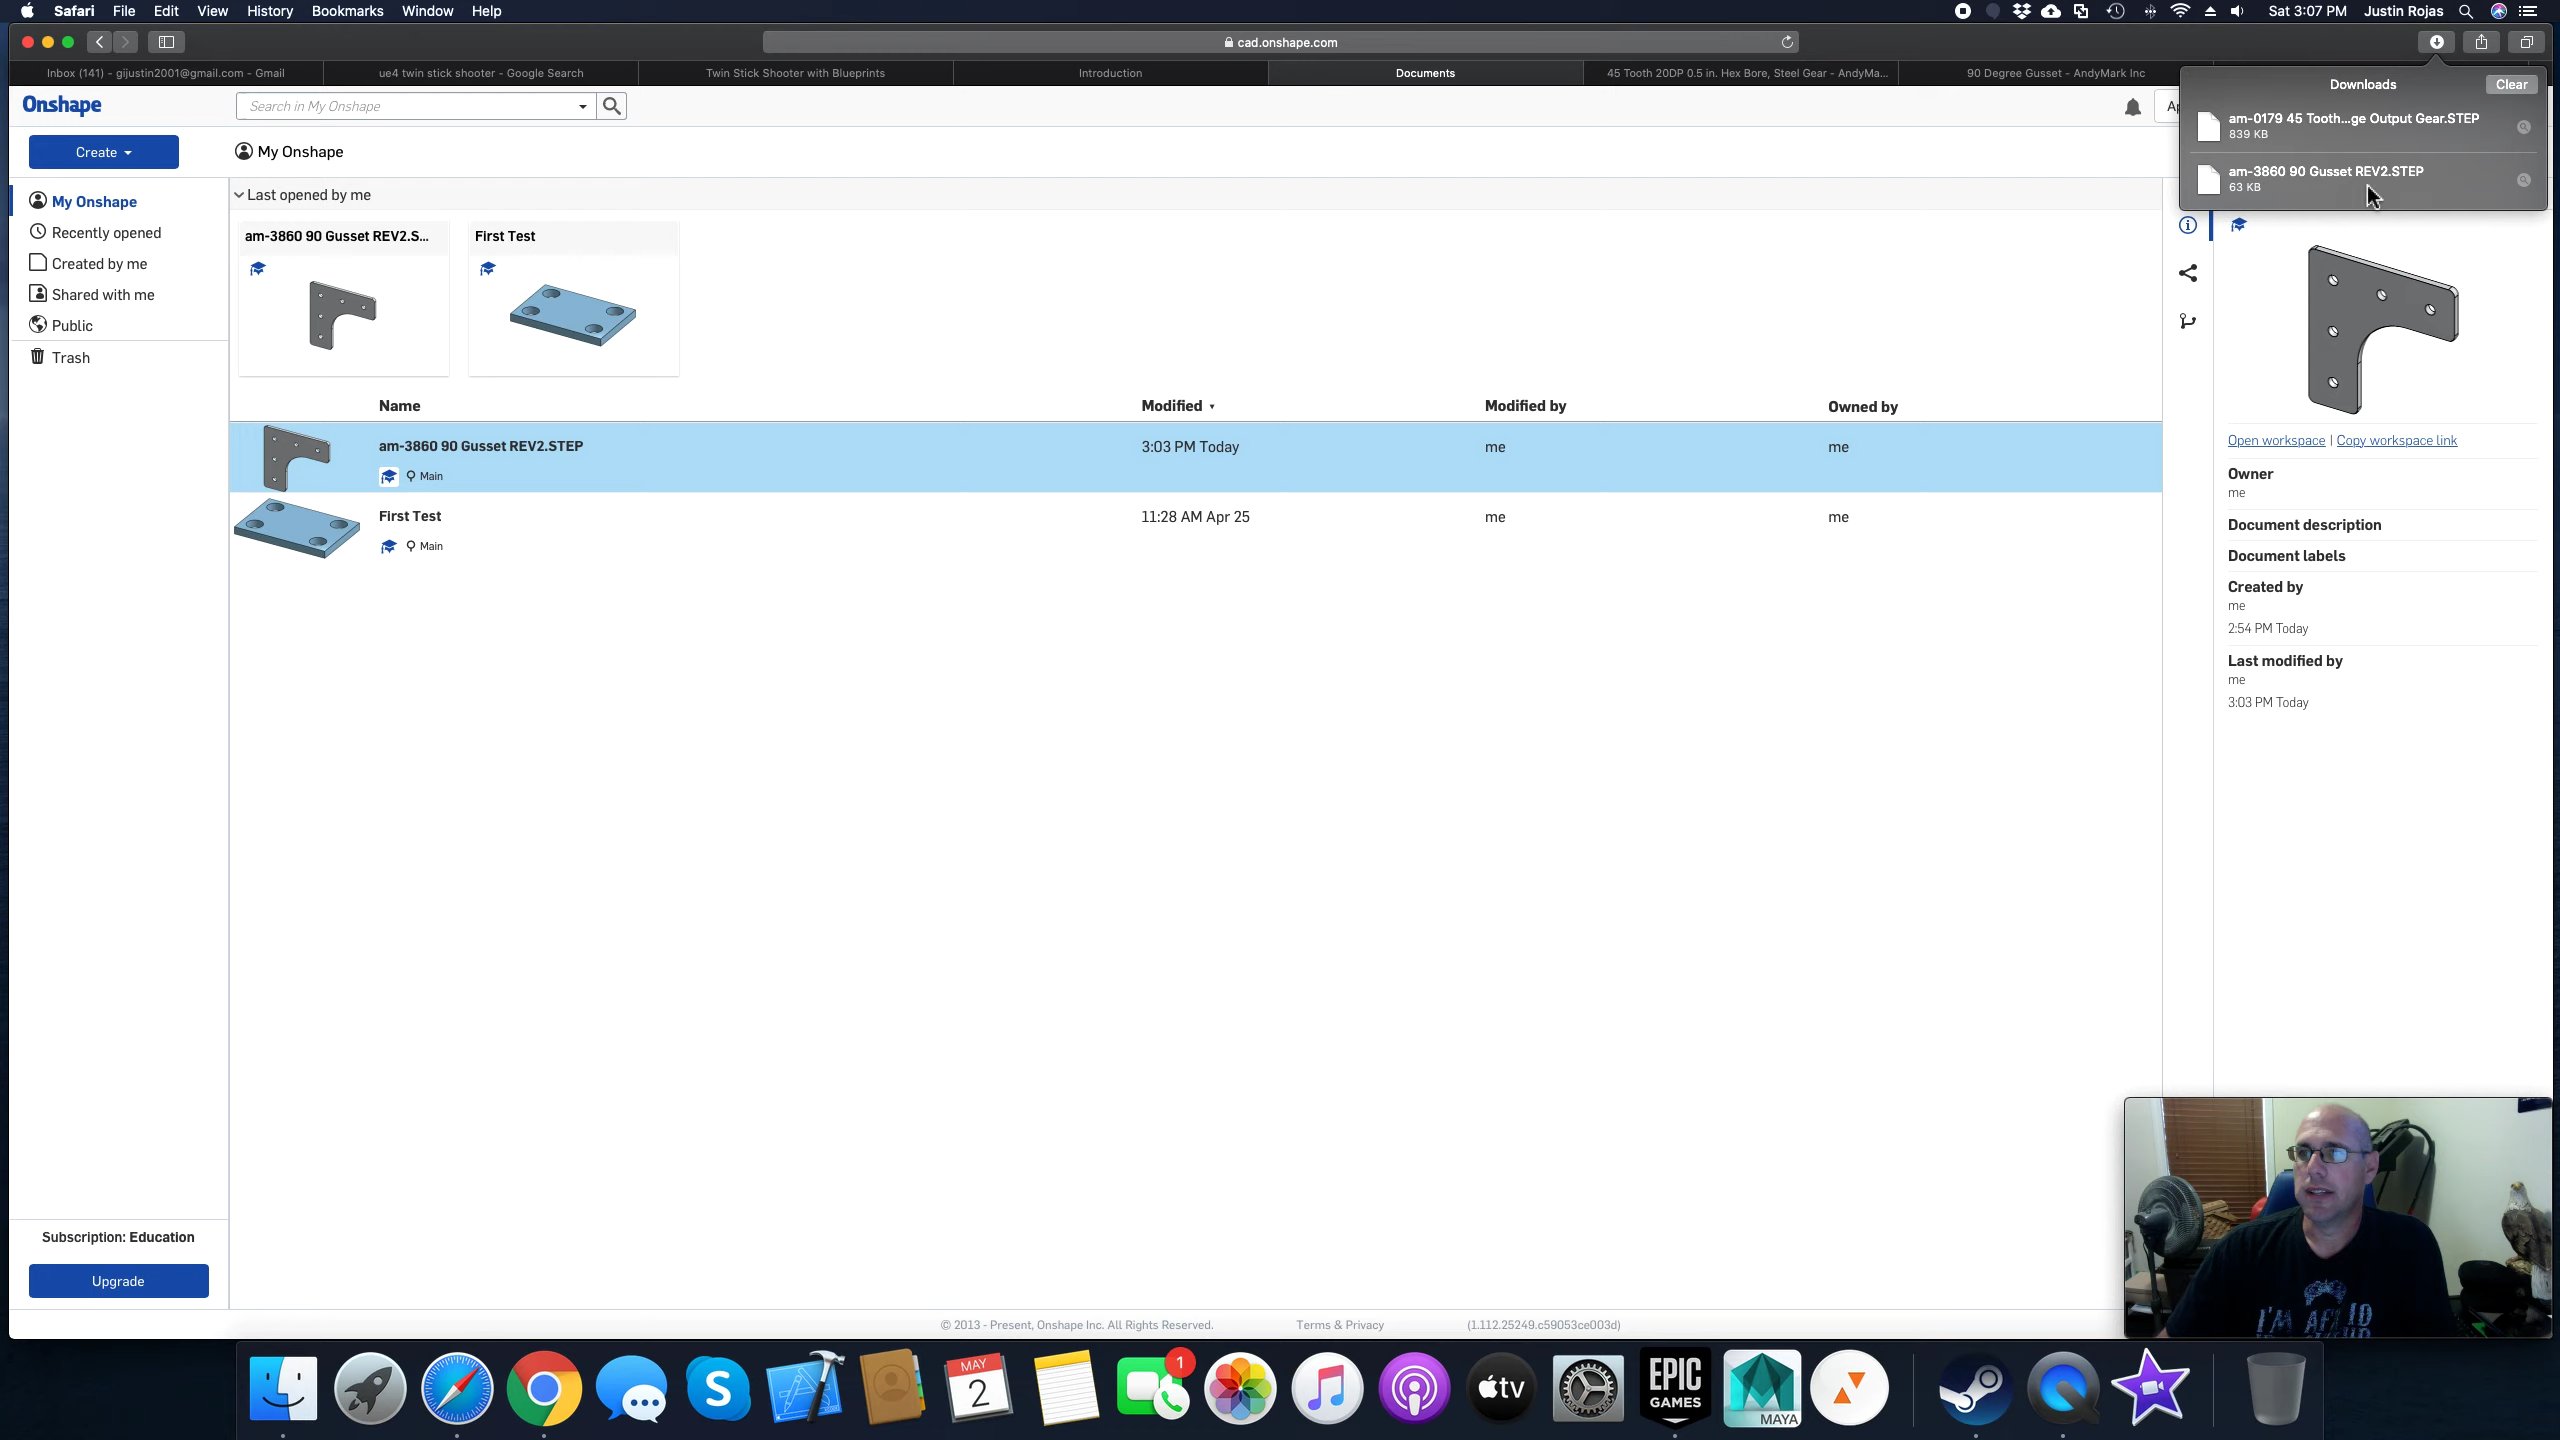 Safari File Edit View History Bookmarks Window Help
Sat 3:07 PM Justin Rojas
cad.onshape.com
Inbox (141) - gijustin2001@gmail.com - Gmail
ue4 twin stick shooter - Google Search
Twin Stick Shooter with Blueprints
Introduction
Documents
45 Tooth 20DP 0.5 in. Hex Bore, Steel Gear - AndyMa...
90 Degree Gusset - AndyMark Inc
Downloads
Clear
am-0179 45 Tooth...ge Output Gear.STEP
839 KB
am-3860 90 Gusset REV2.STEP
63 KB
Onshape
Search in My Onshape
Create
My Onshape
My Onshape
Recently opened
Created by me
Shared with me
Public
Trash
Last opened by me
am-3860 90 Gusset REV2.S...
First Test
Name Modified Modified by Owned by
am-3860 90 Gusset REV2.STEP 3:03 PM Today me me
Main
First Test 11:28 AM Apr 25 me me
Main
Open workspace | Copy workspace link
Owner
me
Document description
Document labels
Created by
me
2:54 PM Today
Last modified by
me
3:03 PM Today
Subscription: Education
Upgrade
© 2013 - Present, Onshape Inc. All Rights Reserved. Terms & Privacy (1.112.25249.c59053ce003d)
I'M AFRAID
MAY
2
1
tv
EPIC
GAMES
MAYA